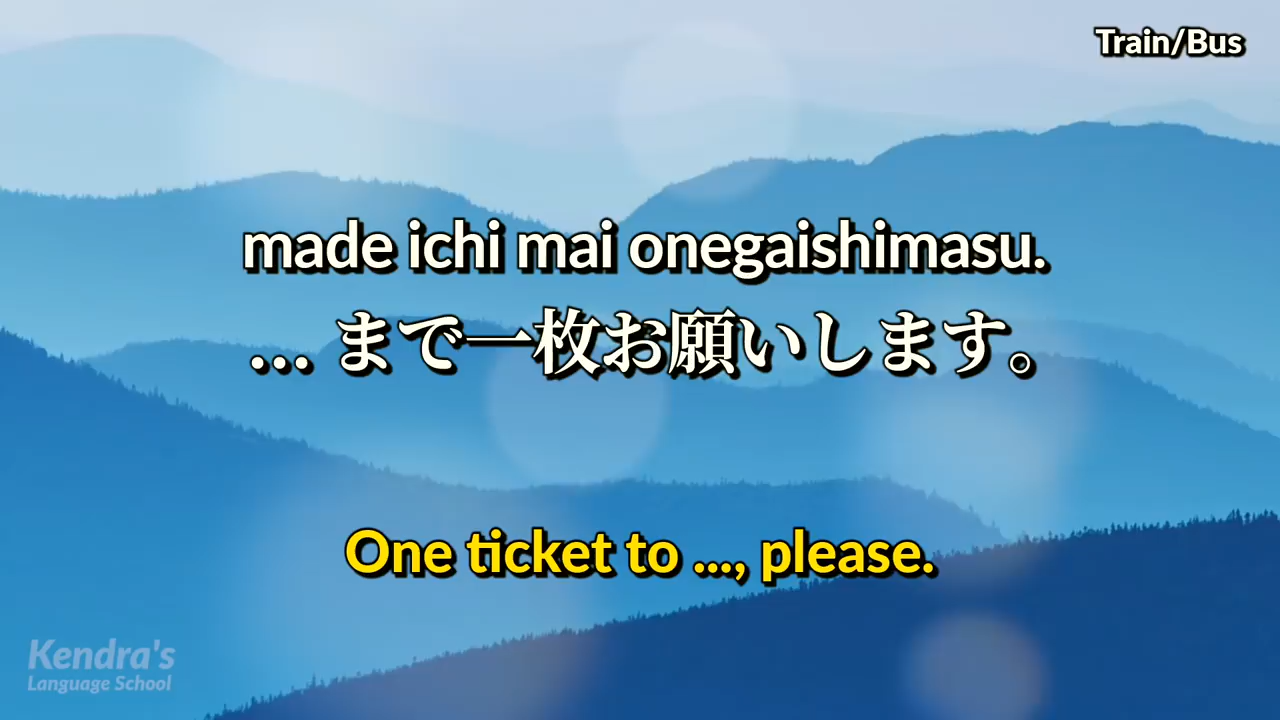 Train/Bus
made ichi mai onegaishimasu.
... まで一枚お願いします。
One ticket to ..., please.
Kendra's
Language School